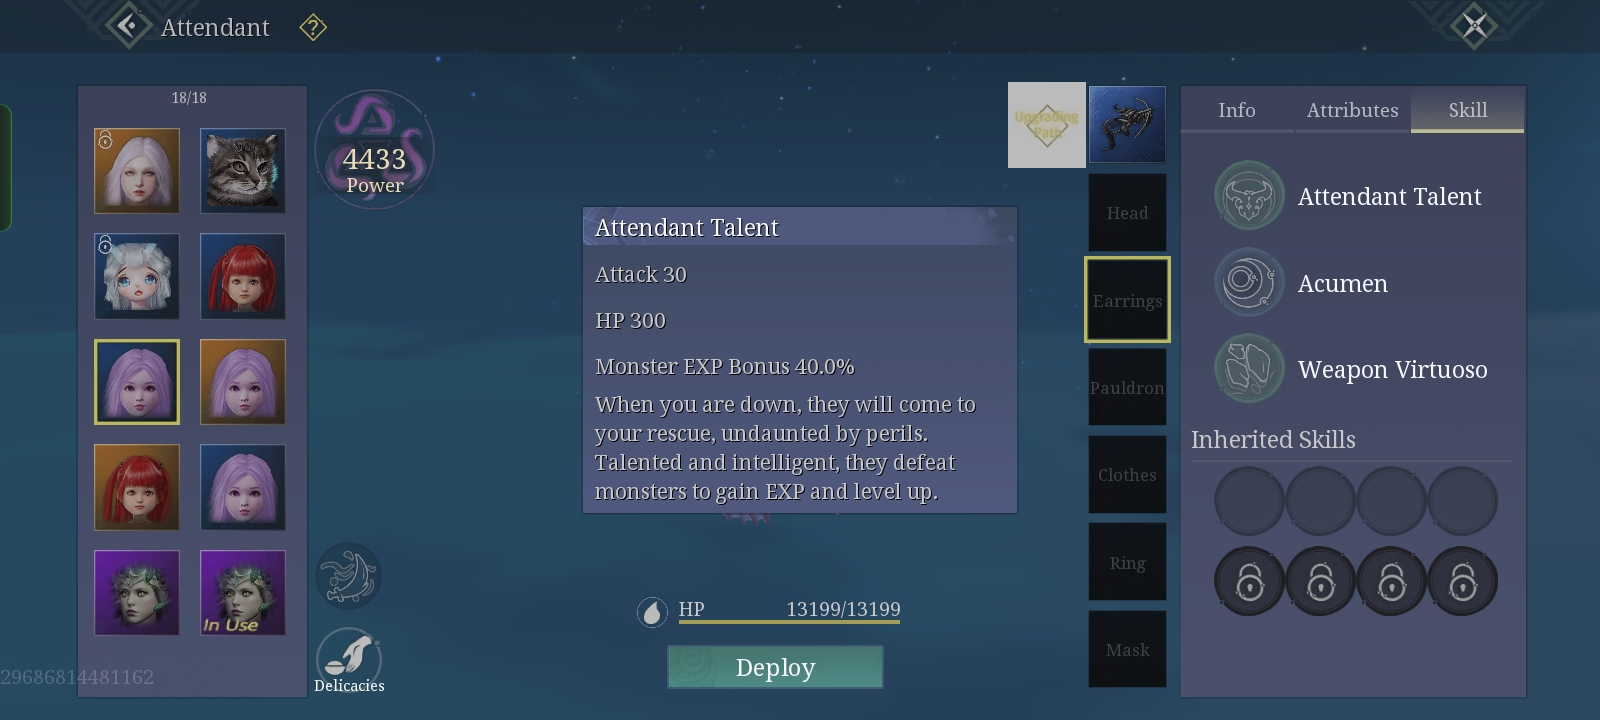 Attendant
?
18/18
4433
Power
In Use
Delicacies
29686814481162
Attendant Talent
Attack 30
HP 300
Monster EXP Bonus 40.0%
When you are down, they will come to
your rescue, undaunted by perils.
Talented and intelligent, they defeat
monsters to gain EXP and level up.
HP 13199/13199
Deploy
Upgrading
Path
Head
Earrings
Pauldron
Clothes
Ring
Mask
Info Attributes Skill
Attendant Talent
Acumen
Weapon Virtuoso
Inherited Skills